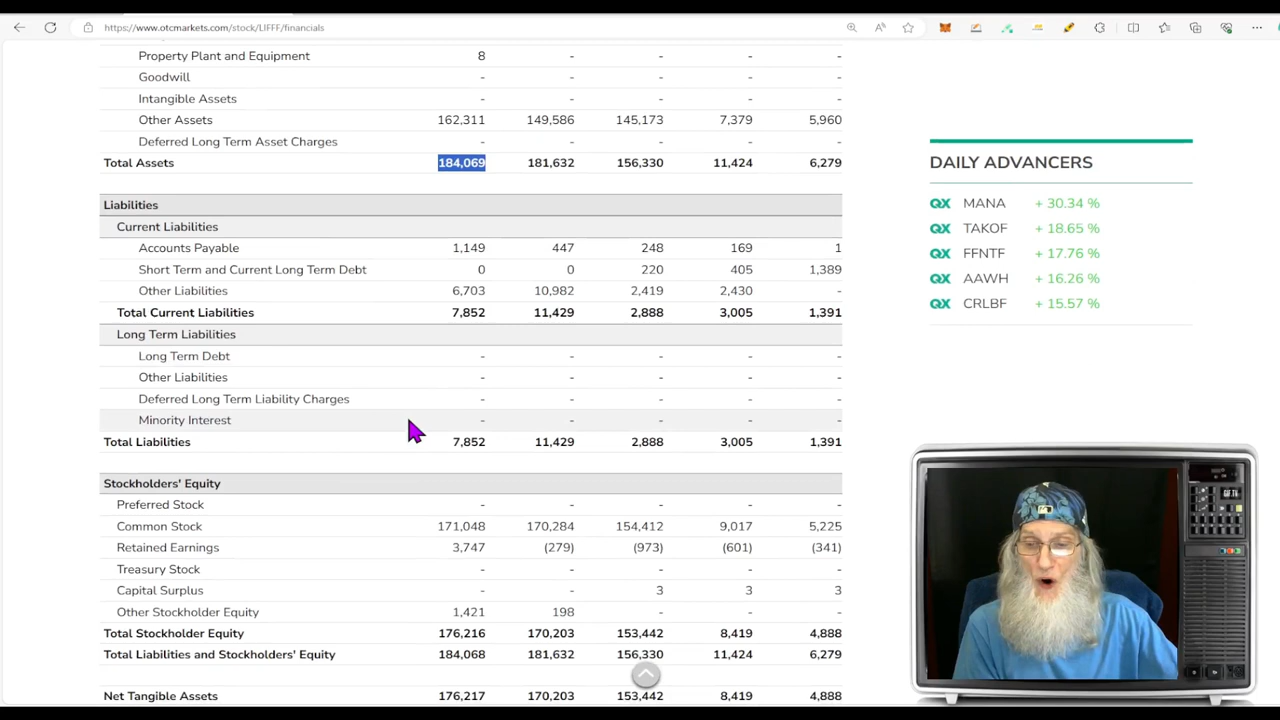 https://www.otcmarkets.com/stock/LIFFF/financials
Property Plant and Equipment 8 - - - -
Goodwill - - - - -
Intangible Assets - - - - -
Other Assets 162,311 149,586 145,173 7,379 5,960
Deferred Long Term Asset Charges - - - - -
Total Assets 184,069 181,632 156,330 11,424 6,279
Liabilities
Current Liabilities
Accounts Payable 1,149 447 248 169 1
Short Term and Current Long Term Debt 0 0 220 405 1,389
Other Liabilities 6,703 10,982 2,419 2,430 -
Total Current Liabilities 7,852 11,429 2,888 3,005 1,391
Long Term Liabilities
Long Term Debt - - - - -
Other Liabilities - - - - -
Deferred Long Term Liability Charges - - - - -
Minority Interest - - - - -
Total Liabilities 7,852 11,429 2,888 3,005 1,391
Stockholders' Equity
Preferred Stock - - - - -
Common Stock 171,048 170,284 154,412 9,017 5,225
Retained Earnings 3,747 (279) (973) (601) (341)
Treasury Stock - - - - -
Capital Surplus - - 3 3 3
Other Stockholder Equity 1,421 198 - - -
Total Stockholder Equity 176,216 170,203 153,442 8,419 4,888
Total Liabilities and Stockholders' Equity 184,069 181,632 156,330 11,424 6,279
Net Tangible Assets 176,217 170,203 153,442 8,419 4,888
DAILY ADVANCERS
QX MANA + 30.34 %
QX TAKOF + 18.65 %
QX FFNTF + 17.76 %
QX AAWH + 16.26 %
QX CRLBF + 15.57 %